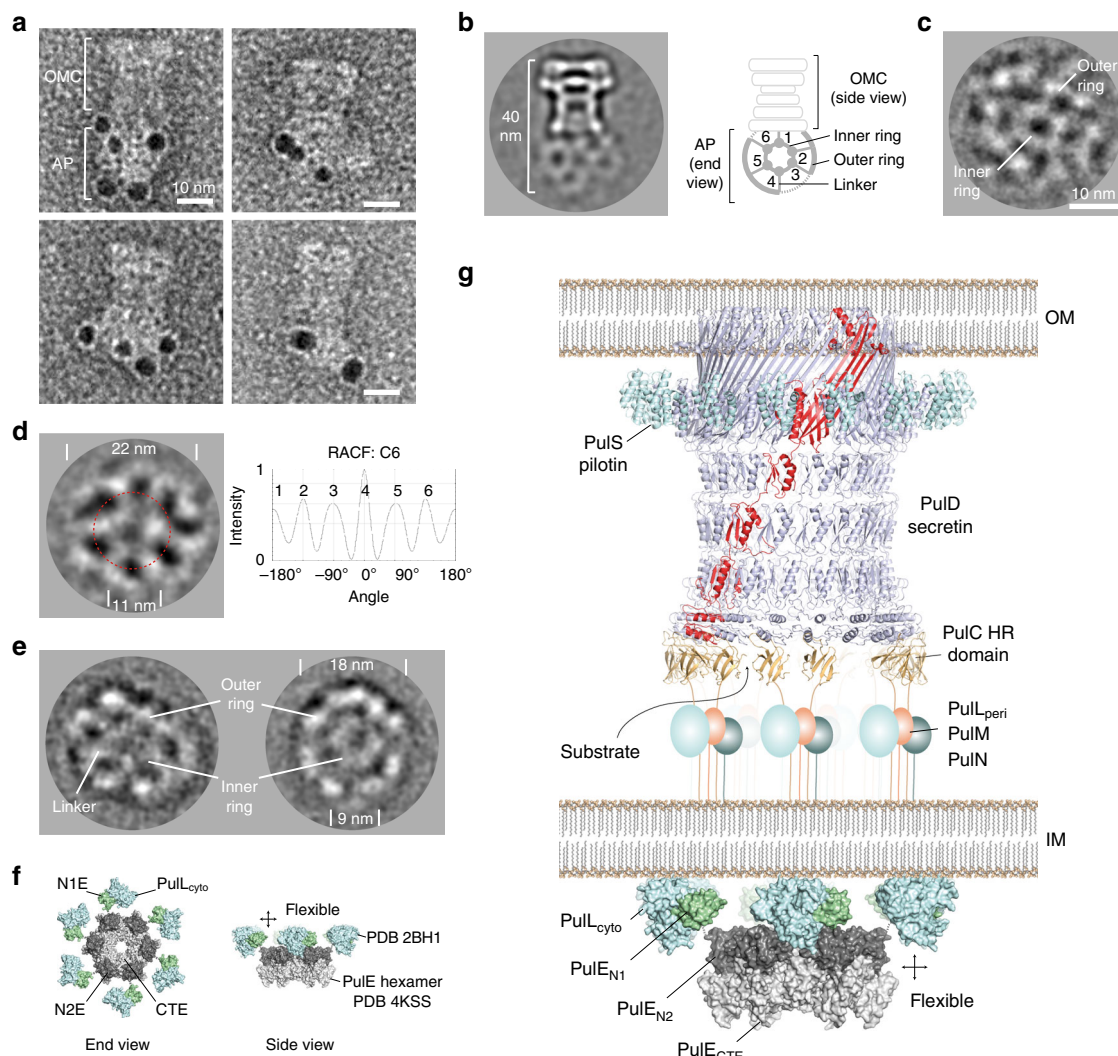 a
OMC
AP
10 nm
b
40
nm
OMC
(side view)
AP
(end
view)
6 1
5 2
4 3
Inner ring
Outer ring
Linker
c
Outer
ring
Inner
ring
10 nm
d
22 nm
11 nm
RACF: C6
Intensity
1
0
1 2 3 4 5 6
−180° −90° 0° 90° 180°
Angle
e
18 nm
Outer
ring
Linker
Inner
ring
9 nm
f
N1E
PulLcyto
N2E
CTE
End view
Flexible
PDB 2BH1
PulE hexamer
PDB 4KSS
Side view
g
OM
PulS
pilotin
PulD
secretin
PulC HR
domain
Substrate
PulLperi
PulM
PulN
IM
PulLcyto
PulEN1
PulEN2
PulECTE
Flexible